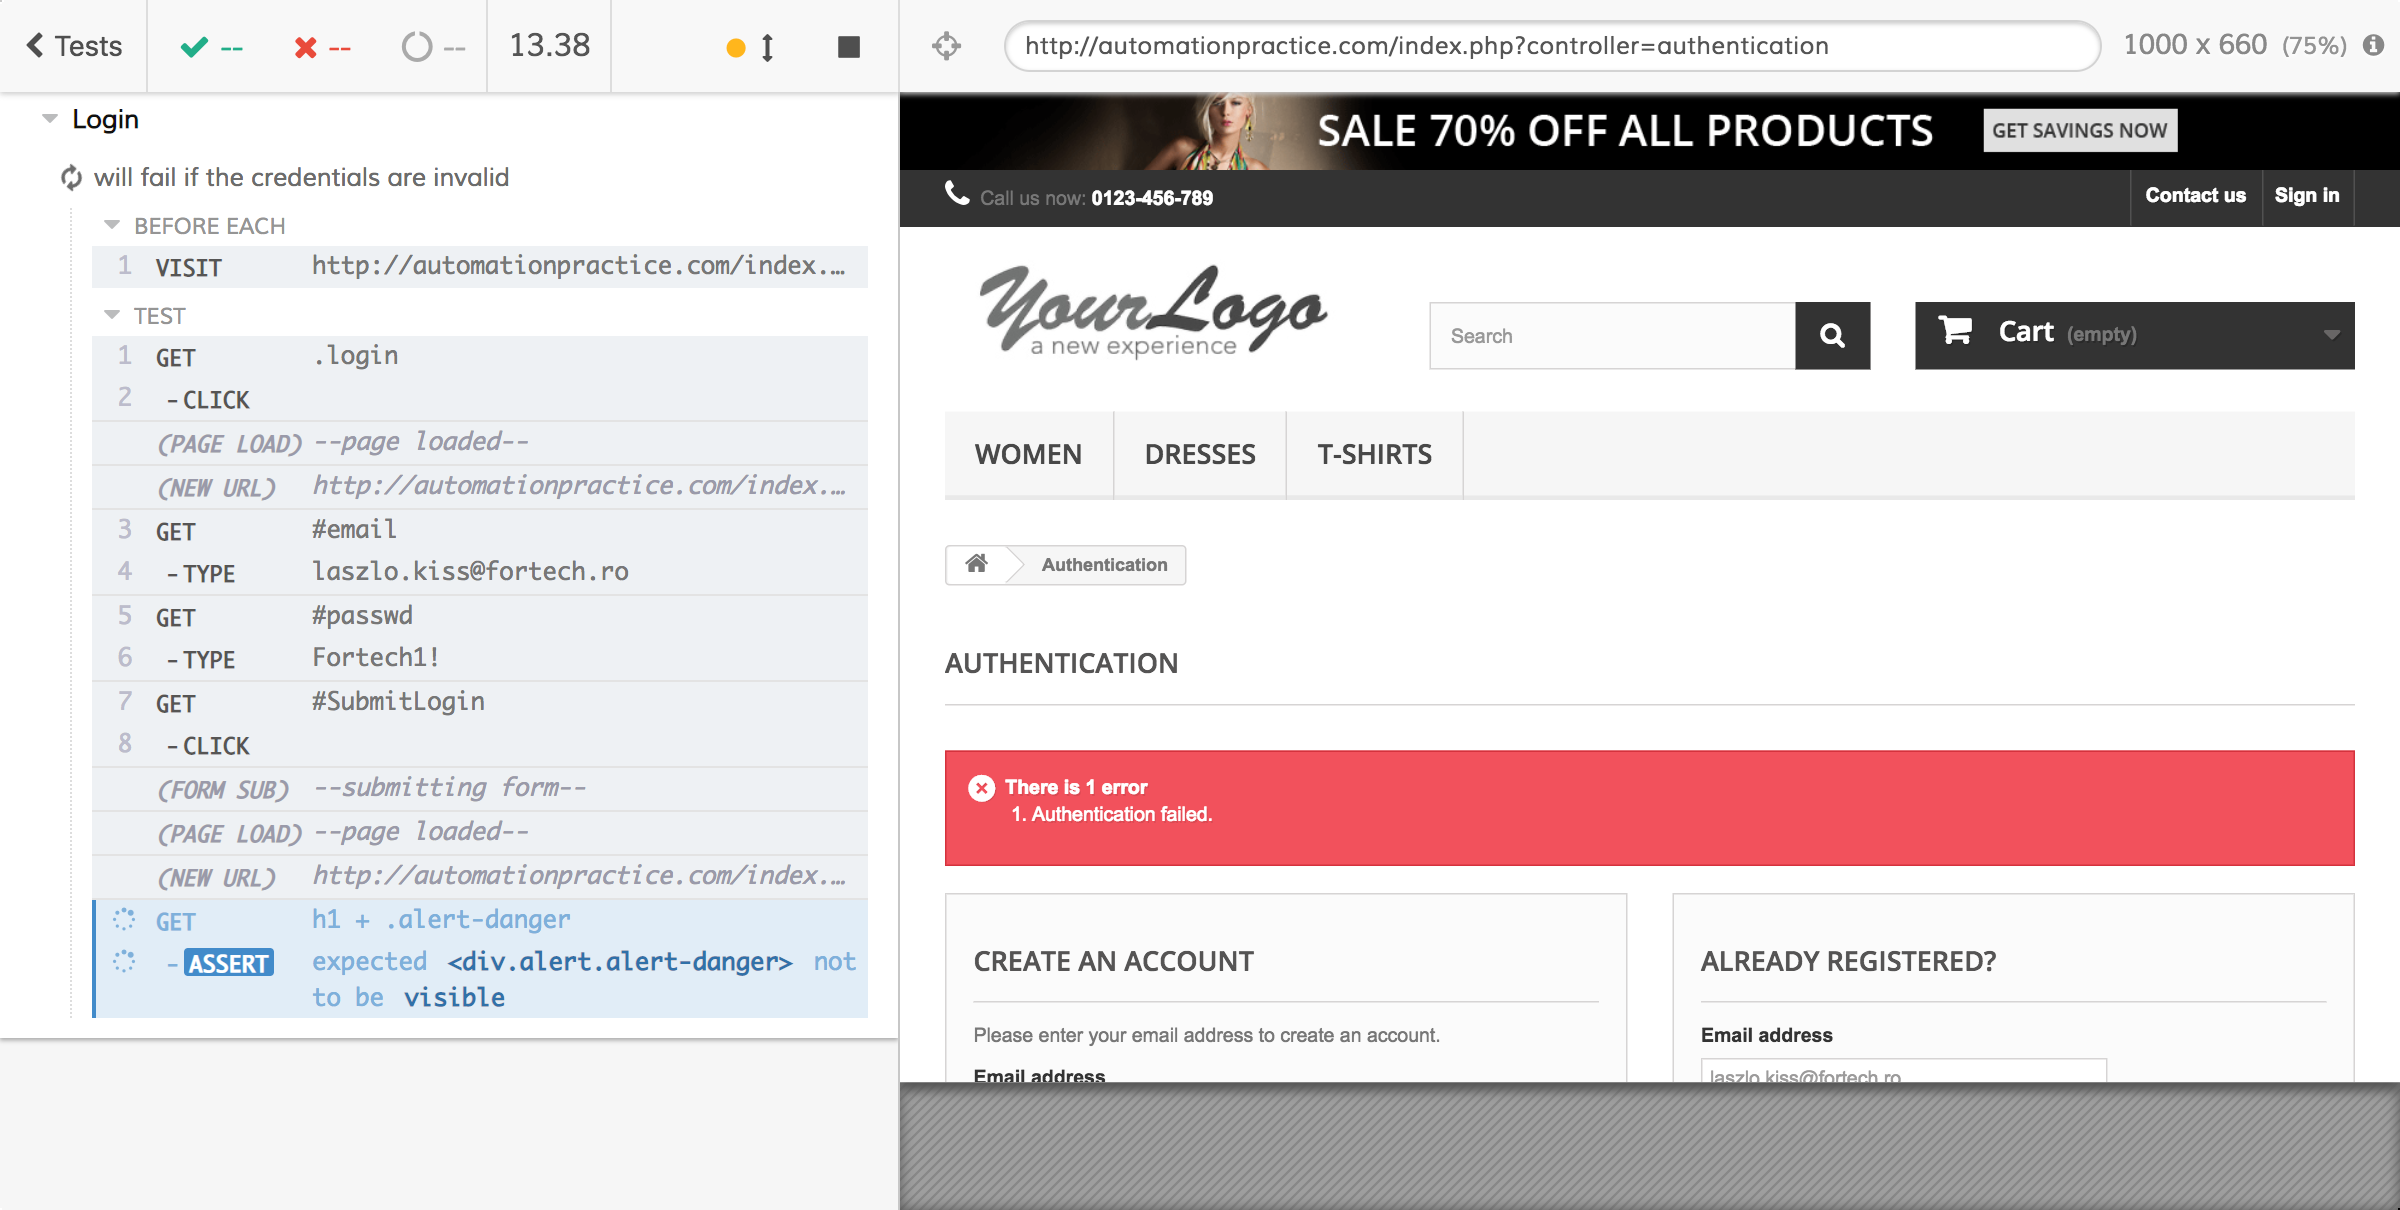 Tests
--
--
--
13.38
http://automationpractice.com/index.php?controller=authentication
1000 x 660 (75%)
Login
will fail if the credentials are invalid
BEFORE EACH
1 VISIT http://automationpractice.com/index.…
TEST
1 GET .login
2 -CLICK
(PAGE LOAD) --page loaded--
(NEW URL) http://automationpractice.com/index.…
3 GET #email
4 -TYPE laszlo.kiss@fortech.ro
5 GET #passwd
6 -TYPE Fortech1!
7 GET #SubmitLogin
8 -CLICK
(FORM SUB) --submitting form--
(PAGE LOAD) --page loaded--
(NEW URL) http://automationpractice.com/index.…
GET h1 + .alert-danger
-ASSERT expected <div.alert.alert-danger> not
to be visible
SALE 70% OFF ALL PRODUCTS
GET SAVINGS NOW
Call us now: 0123-456-789
Contact us
Sign in
Your Logo
a new experience
Search
Cart (empty)
WOMEN
DRESSES
T-SHIRTS
Authentication
AUTHENTICATION
There is 1 error
1. Authentication failed.
CREATE AN ACCOUNT
Please enter your email address to create an account.
Email address
ALREADY REGISTERED?
Email address
laszlo.kiss@fortech.ro